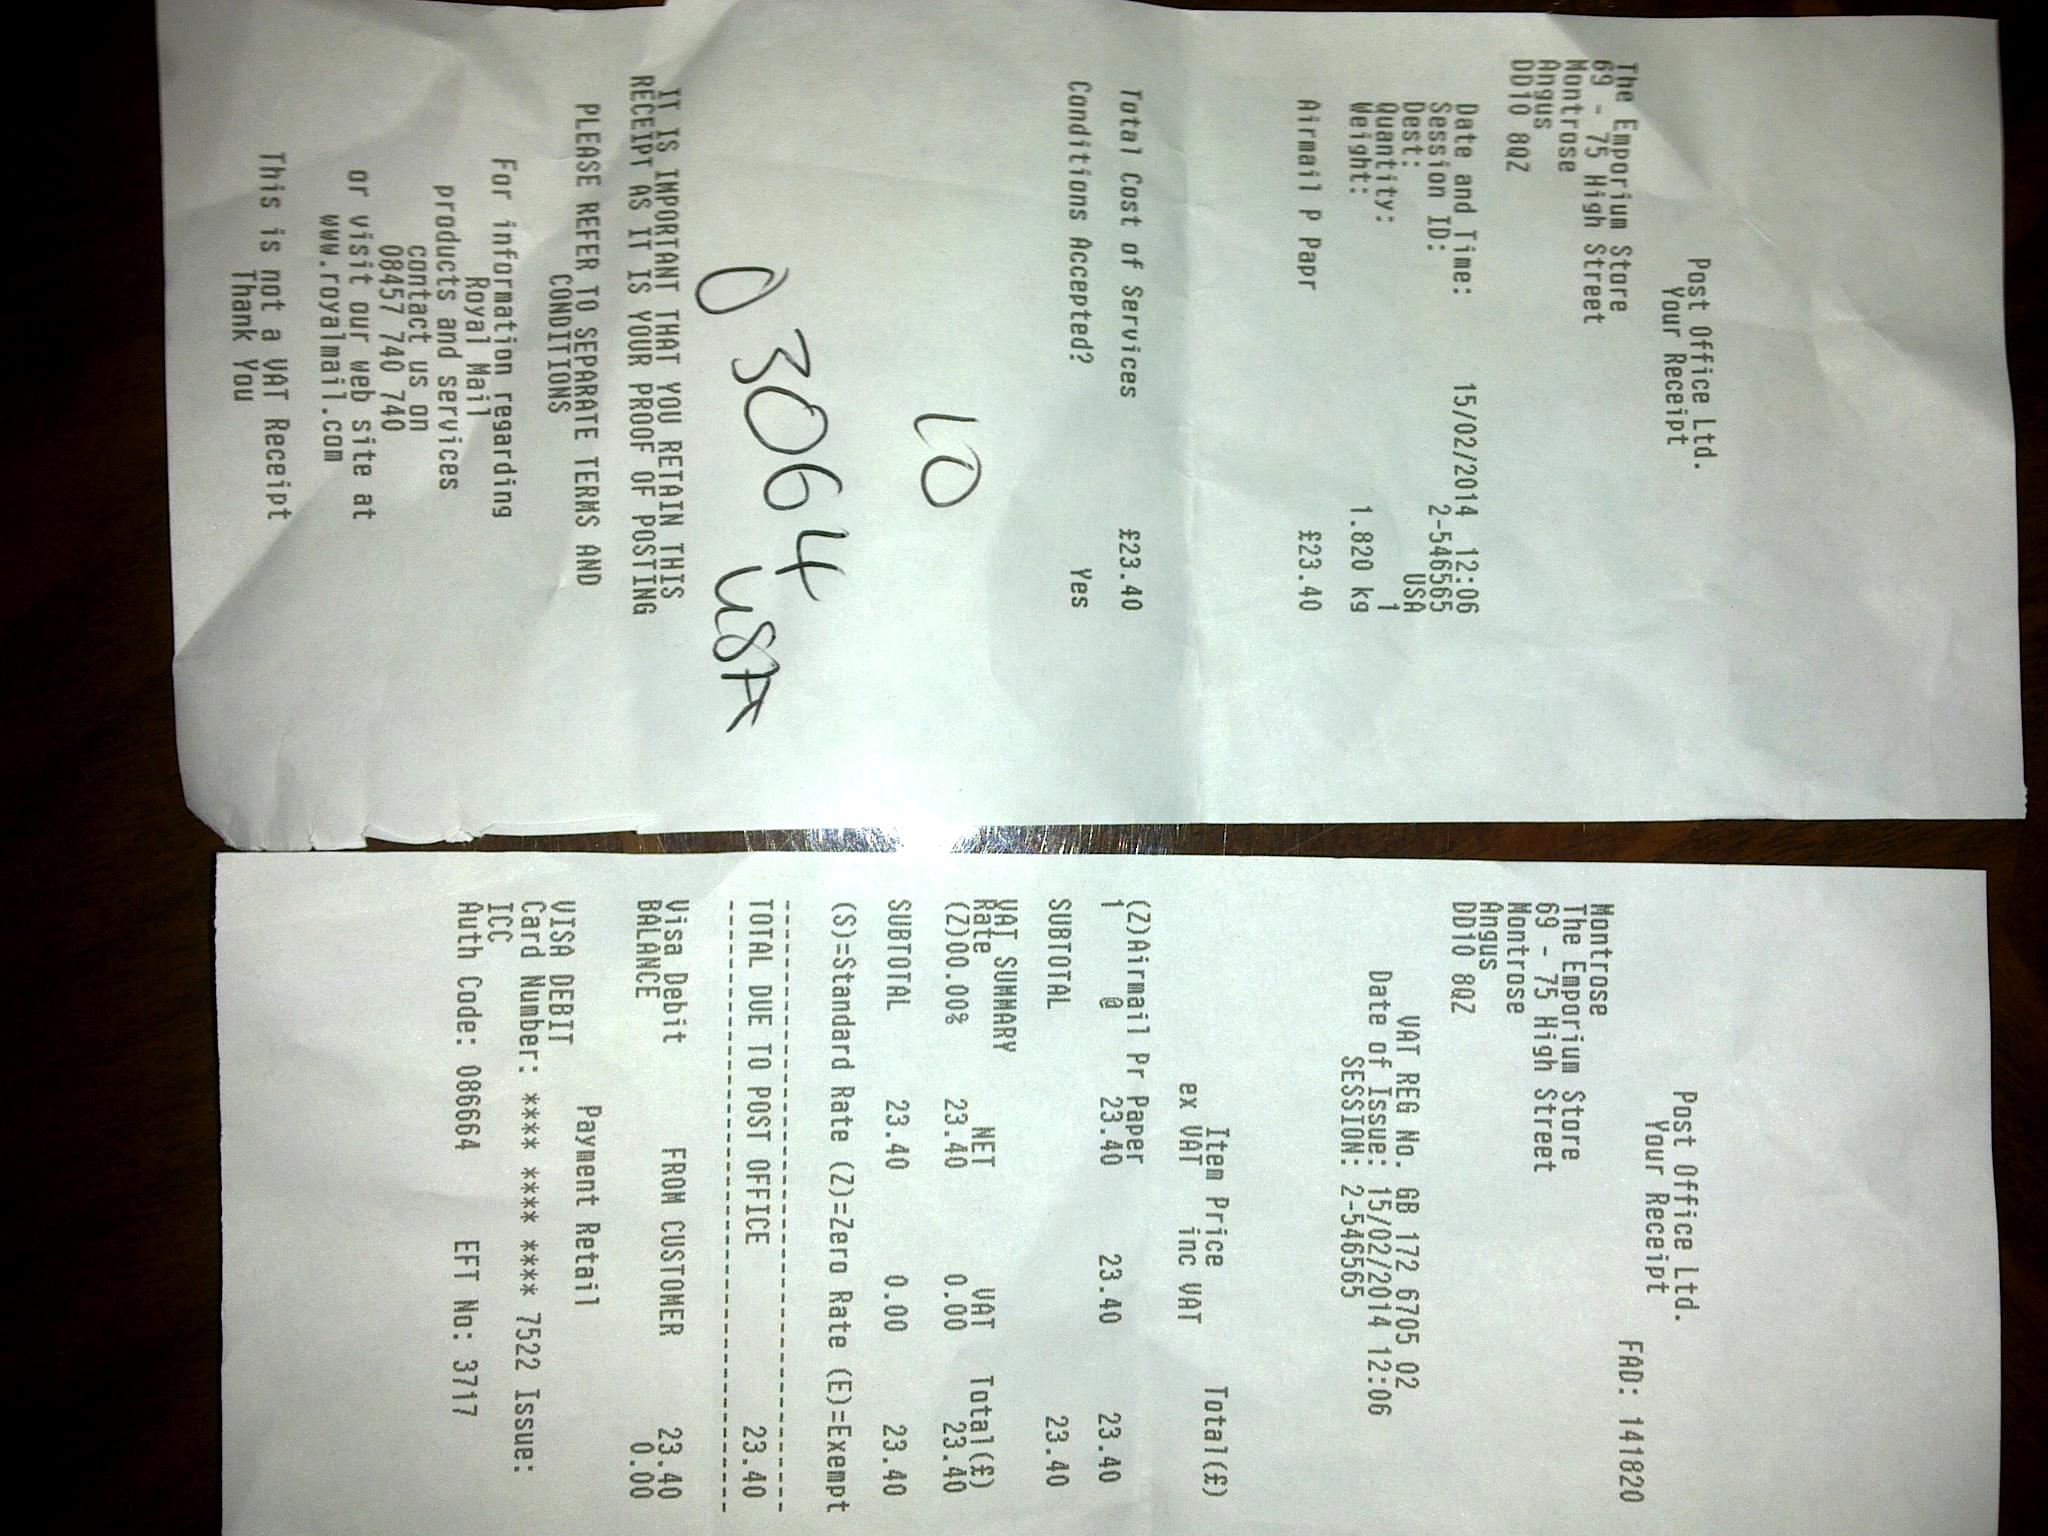 Post Office Ltd.
Your Receipt
The Emporium Store
69 - 75 High Street
Montrose
Angus
DD10 8QZ
Date and Time: 15/02/2014 12:06
Session ID: 2-546565
Dest: USA
Quantity: 1
Weight: 1.820 kg
Airmail P Papr £23.40
Total Cost of Services £23.40
Conditions Accepted? Yes
LO
03064
USA
IT IS IMPORTANT THAT YOU RETAIN THIS
RECEIPT AS IT IS YOUR PROOF OF POSTING
PLEASE REFER TO SEPARATE TERMS AND
CONDITIONS
For information regarding
Royal Mail
products and services
contact us on
08457 740 740
or visit our web site at
www.royalmail.com
This is not a VAT Receipt
Thank You
Post Office Ltd.
Your Receipt
FAD: 141820
Montrose
The Emporium Store
69 - 75 High Street
Montrose
Angus
DD10 8QZ
VAT REG No. GB 172 6705 02
Date of Issue: 15/02/2014 12:06
SESSION: 2-546565
Item Price Total(£)
ex VAT inc VAT
(Z)Airmail Pr Paper
1 @ 23.40 23.40 23.40
SUBTOTAL 23.40
VAT SUMMARY
Rate NET VAT Total(£)
(Z)00.00% 23.40 0.00 23.40
SUBTOTAL 23.40 0.00 23.40
(S)=Standard Rate (Z)=Zero Rate (E)=Exempt
TOTAL DUE TO POST OFFICE 23.40
Visa Debit FROM CUSTOMER 23.40
BALANCE 0.00
Payment Retail
VISA DEBIT
Card Number: **** **** **** 7522 Issue:
ICC
Auth Code: 086664 EFT No: 3717